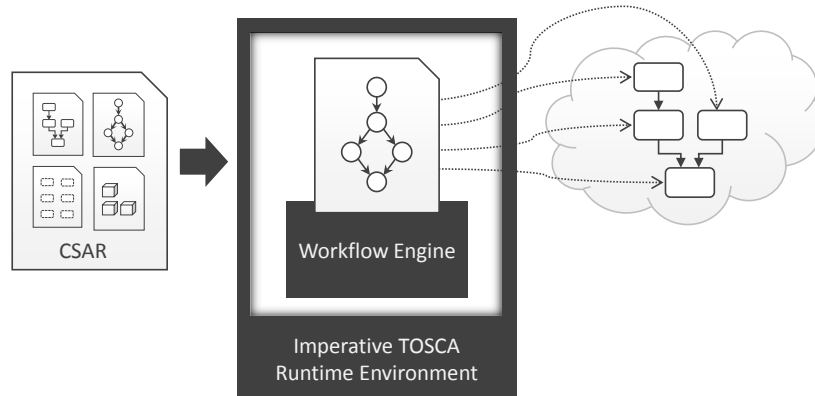 CSAR
Workflow Engine
Imperative TOSCA
Runtime Environment